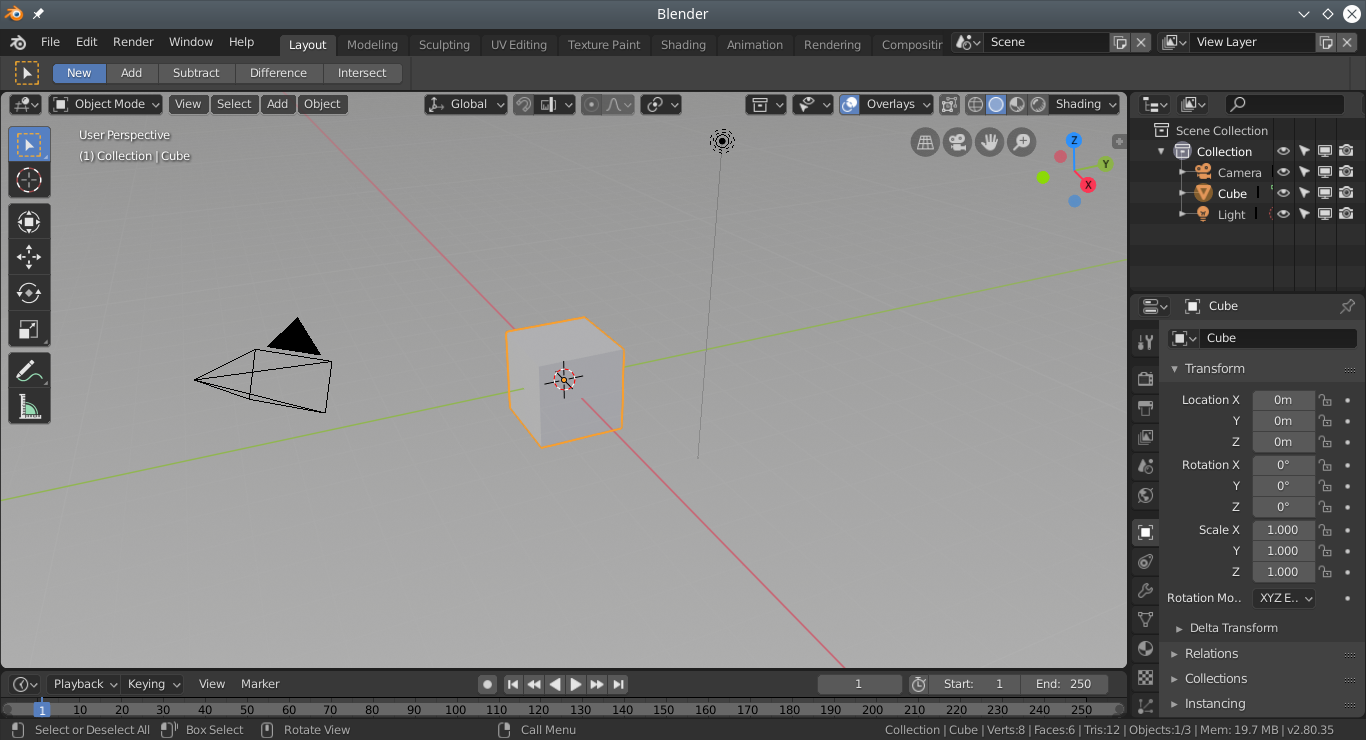 Blender
File Edit Render Window Help Layout Modeling Sculpting UV Editing Texture Paint Shading Animation Rendering Compositin Scene View Layer
New Add Subtract Difference Intersect
Object Mode View Select Add Object Global Overlays Shading
User Perspective
(1) Collection | Cube
Z
Y
X
Scene Collection
Collection
Camera
Cube
Light
Cube
Cube
Transform
Location X 0m
Y 0m
Z 0m
Rotation X 0°
Y 0°
Z 0°
Scale X 1.000
Y 1.000
Z 1.000
Rotation Mo.. XYZ E..
Delta Transform
Relations
Collections
Instancing
Playback Keying View Marker 1 Start: 1 End: 250
1 10 20 30 40 50 60 70 80 90 100 110 120 130 140 150 160 170 180 190 200 210 220 230 240 250
Select or Deselect All Box Select Rotate View Call Menu Collection | Cube | Verts:8 | Faces:6 | Tris:12 | Objects:1/3 | Mem: 19.7 MB | v2.80.35